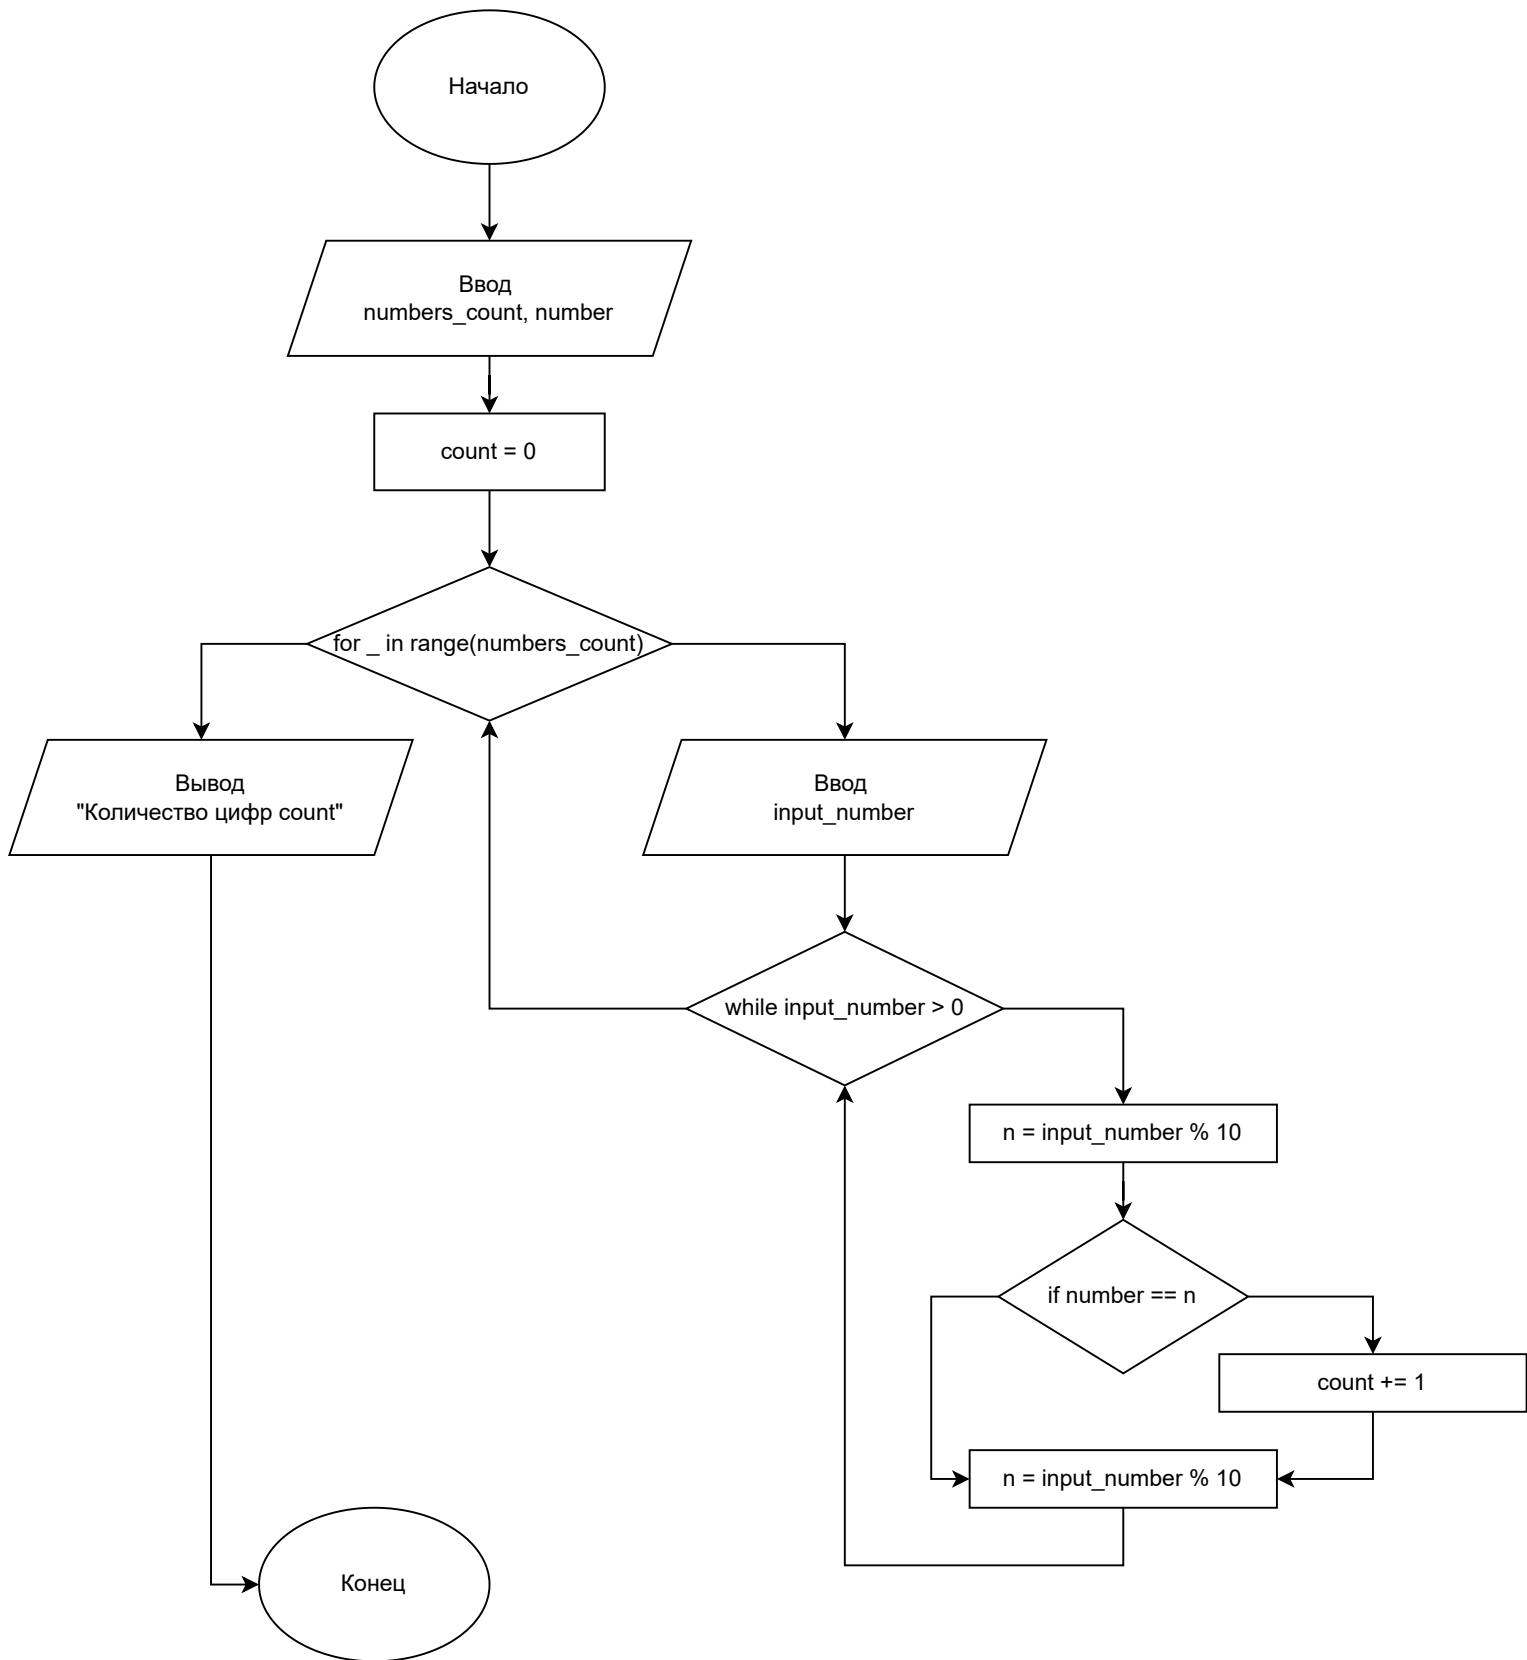 Начало
Ввод
numbers_count, number
count = 0
for _ in range(numbers_count)
Вывод
"Количество цифр count"
Ввод
input_number
while input_number > 0
n = input_number % 10
if number == n
count += 1
n = input_number % 10
Конец